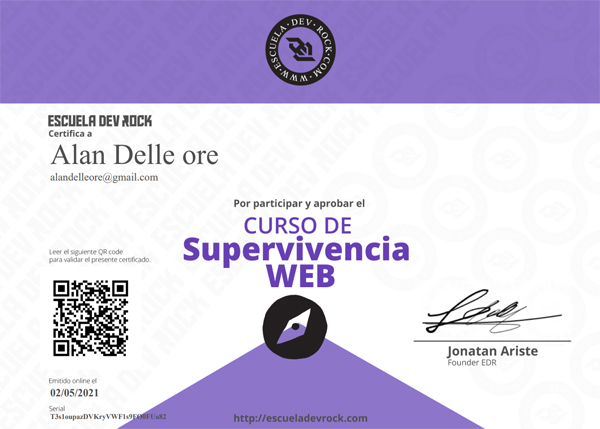 WWW·ESCUELA·DEV·ROCK·COM·
ESCUELA DEV ROCK
Certifica a
Alan Delle ore
alandelleore@gmail.com
Por participar y aprobar el
CURSO DE
Supervivencia
WEB
Leer el siguiente QR code
para validar el presente certificado.
Jonatan Ariste
Founder EDR
Emitido online el
02/05/2021
Serial
http://escueladevrock.com